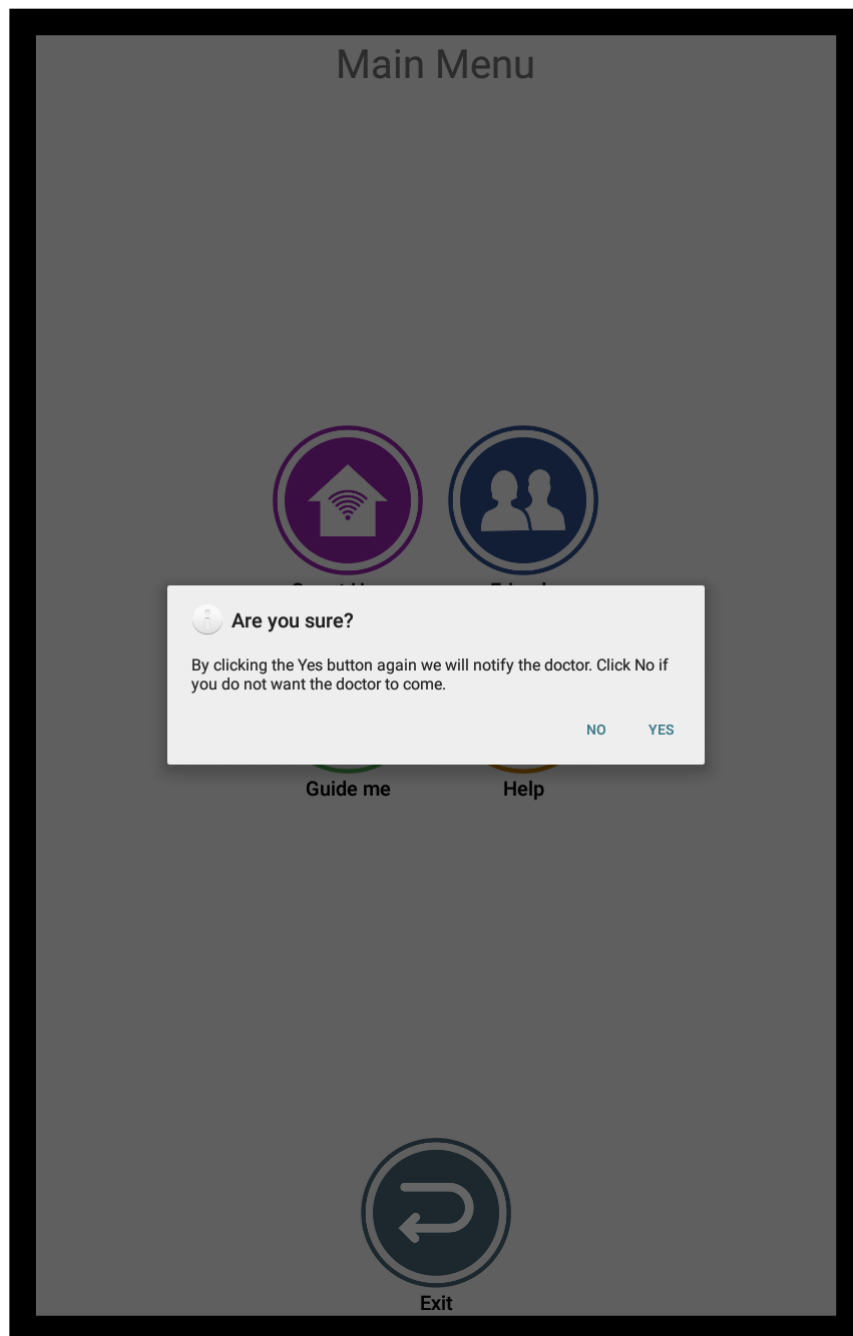 Main Menu
Are you sure?
By clicking the Yes button again we will notify the doctor. Click No if
you do not want the doctor to come.
NO YES
Guide me Help
Exit